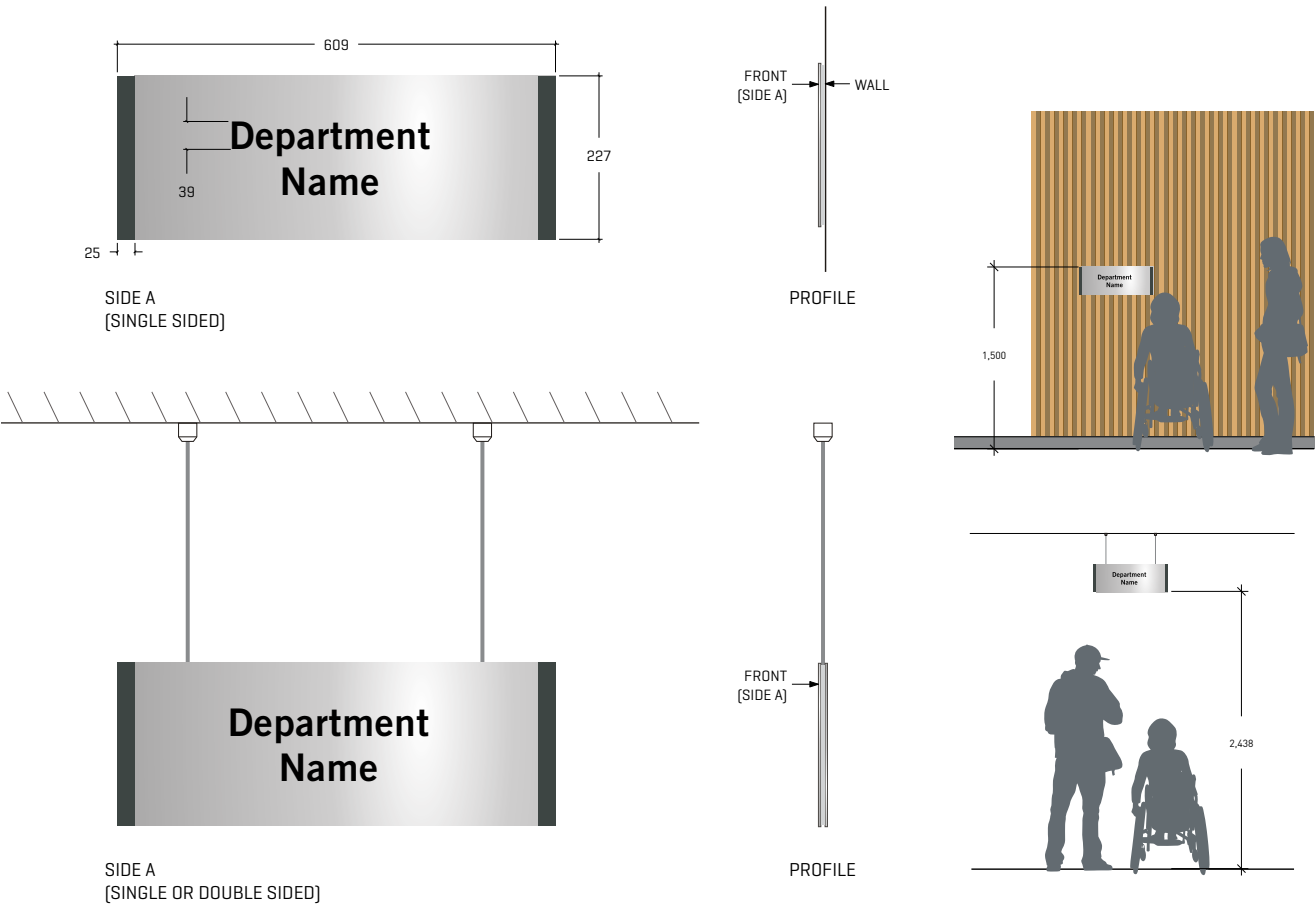 609
Department
Name
39
227
25
SIDE A
(SINGLE SIDED)
FRONT
(SIDE A)
WALL
PROFILE
Department
Name
1,500
Department
Name
SIDE A
(SINGLE OR DOUBLE SIDED)
FRONT
(SIDE A)
PROFILE
Department
Name
2,438